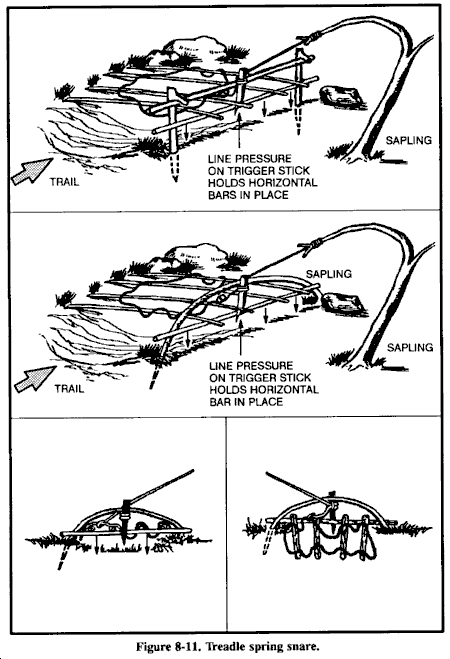 SAPLING
LINE PRESSURE
ON TRIGGER STICK
HOLDS HORIZONTAL
BARS IN PLACE
TRAIL
SAPLING
SAPLING
LINE PRESSURE
ON TRIGGER STICK
HOLDS HORIZONTAL
BAR IN PLACE
TRAIL
Figure 8-11. Treadle spring snare.